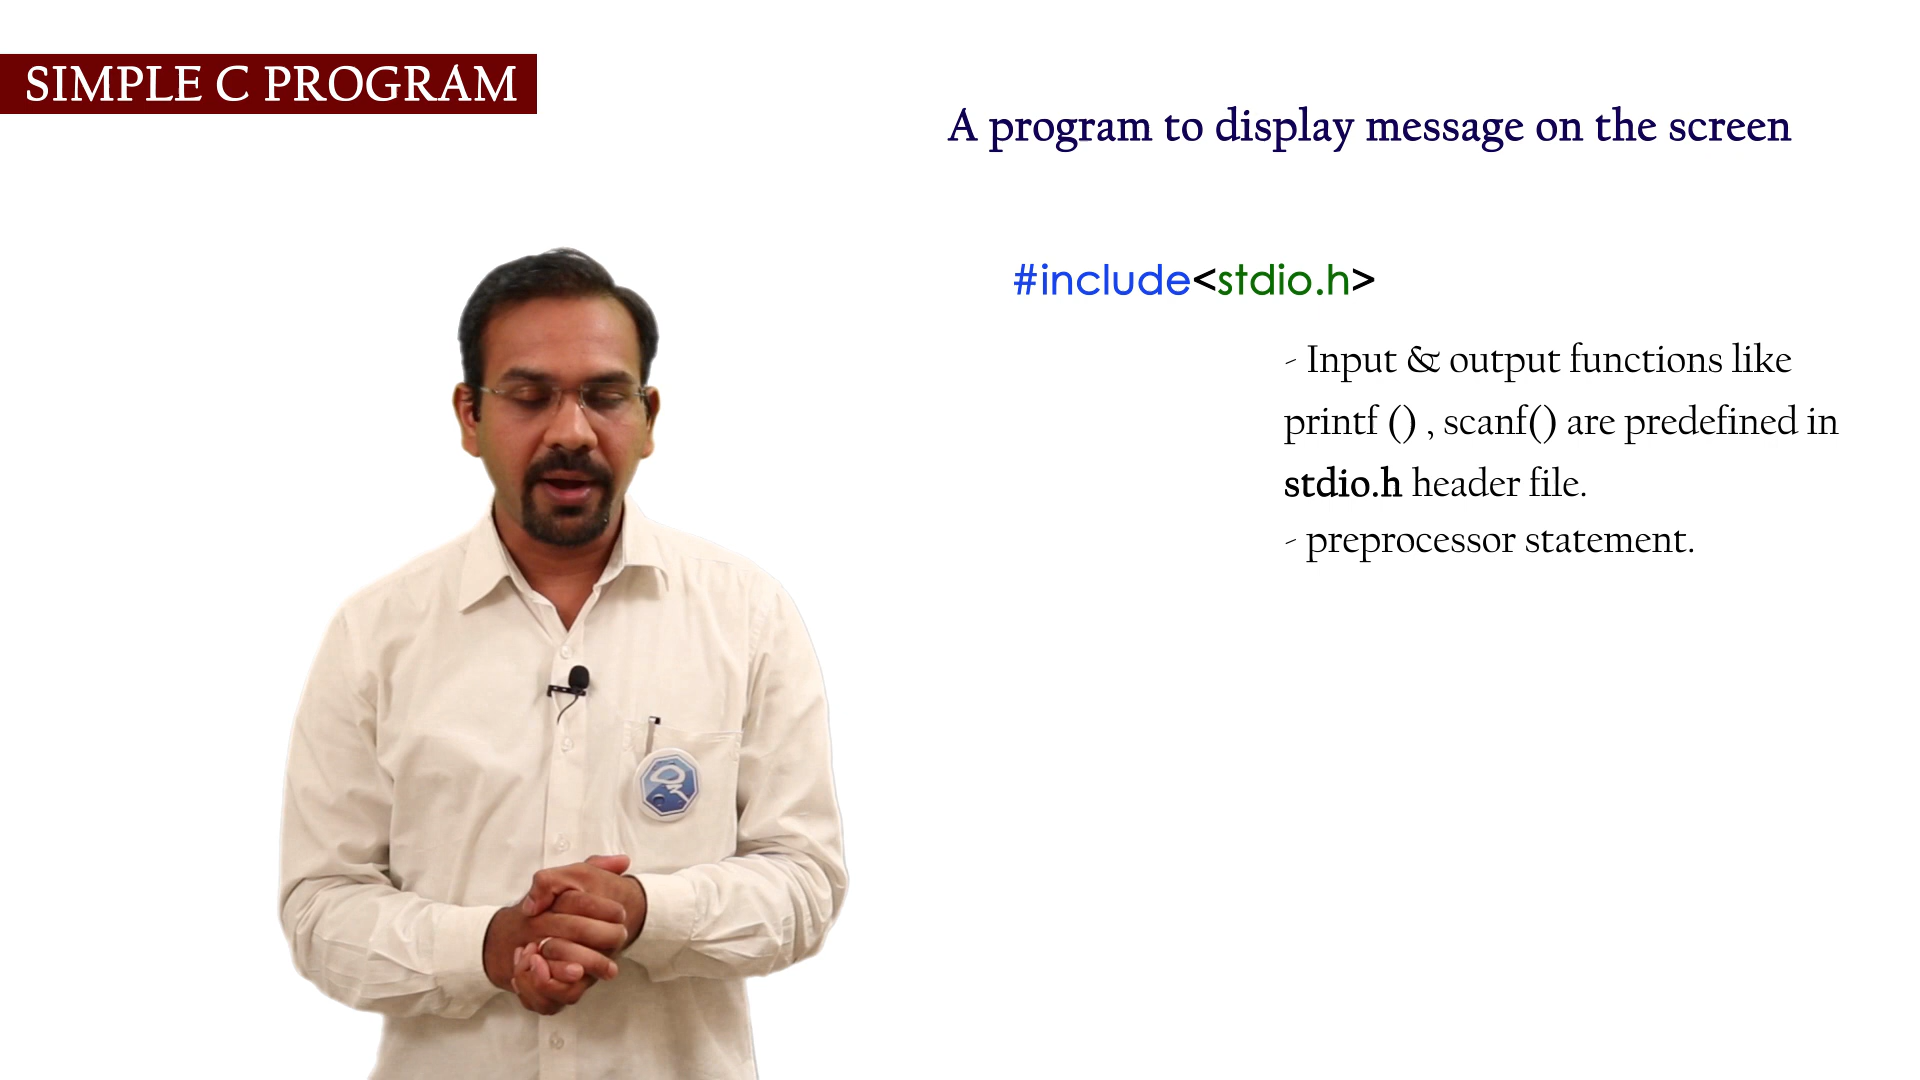 SIMPLE C PROGRAM
A program to display message on the screen
#include<stdio.h>
- Input & output functions like
printf () , scanf() are predefined in
stdio.h header file.
- preprocessor statement.